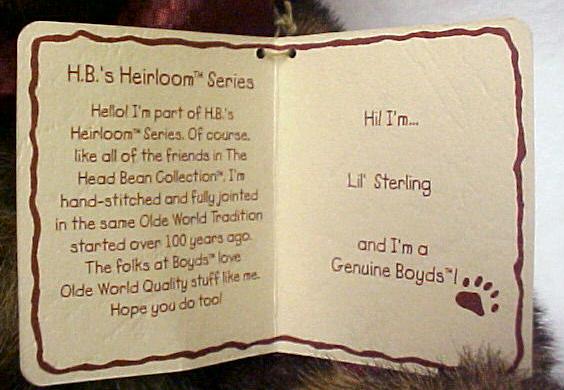 H.B.'s Heirloom™ Series
Hello! I'm part of H.B.'s
Heirloom™ Series. Of course,
like all of the friends in The
Head Bean Collection™, I'm
hand-stitched and fully jointed
in the same Olde World Tradition
started over 100 years ago.
The folks at Boyds™ love
Olde World Quality stuff like me.
Hope you do too!
Hi! I'm...
Lil' Sterling
and I'm a
Genuine Boyds™!